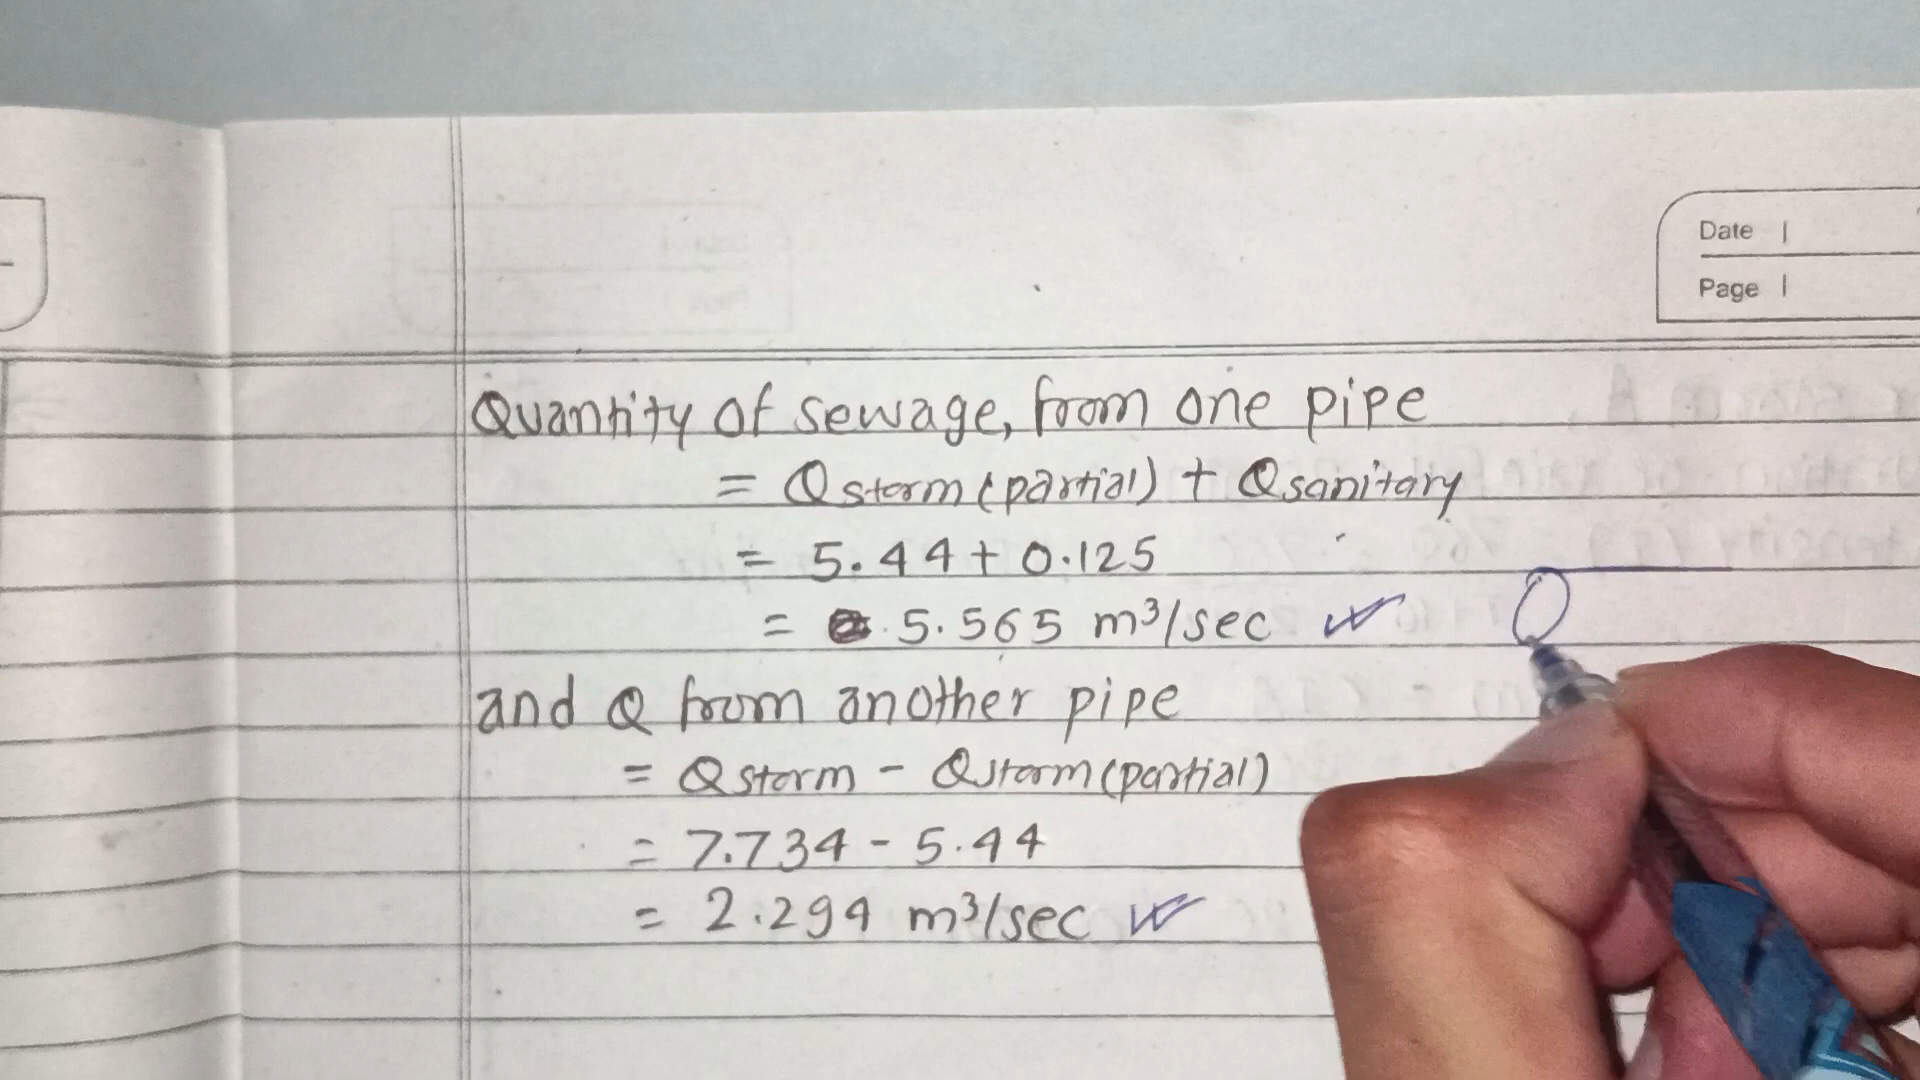 Date
Page
Quantity of sewage, from one pipe
= Qstorm (partial) + Qsanitary
= 5.44 + 0.125
= 5.565 m³/sec
and Q from another pipe
= Qstorm - Qstorm (partial)
= 7.734 - 5.44
= 2.294 m³/sec